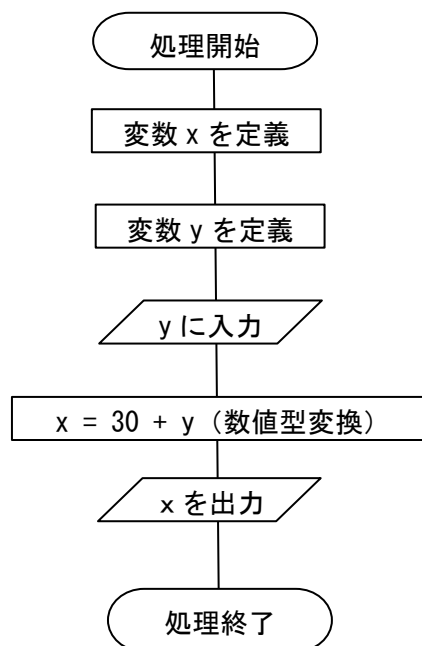 処理開始
変数 x を定義
変数 y を定義
y に入力
x = 30 + y（数値型変換）
x を出力
処理終了